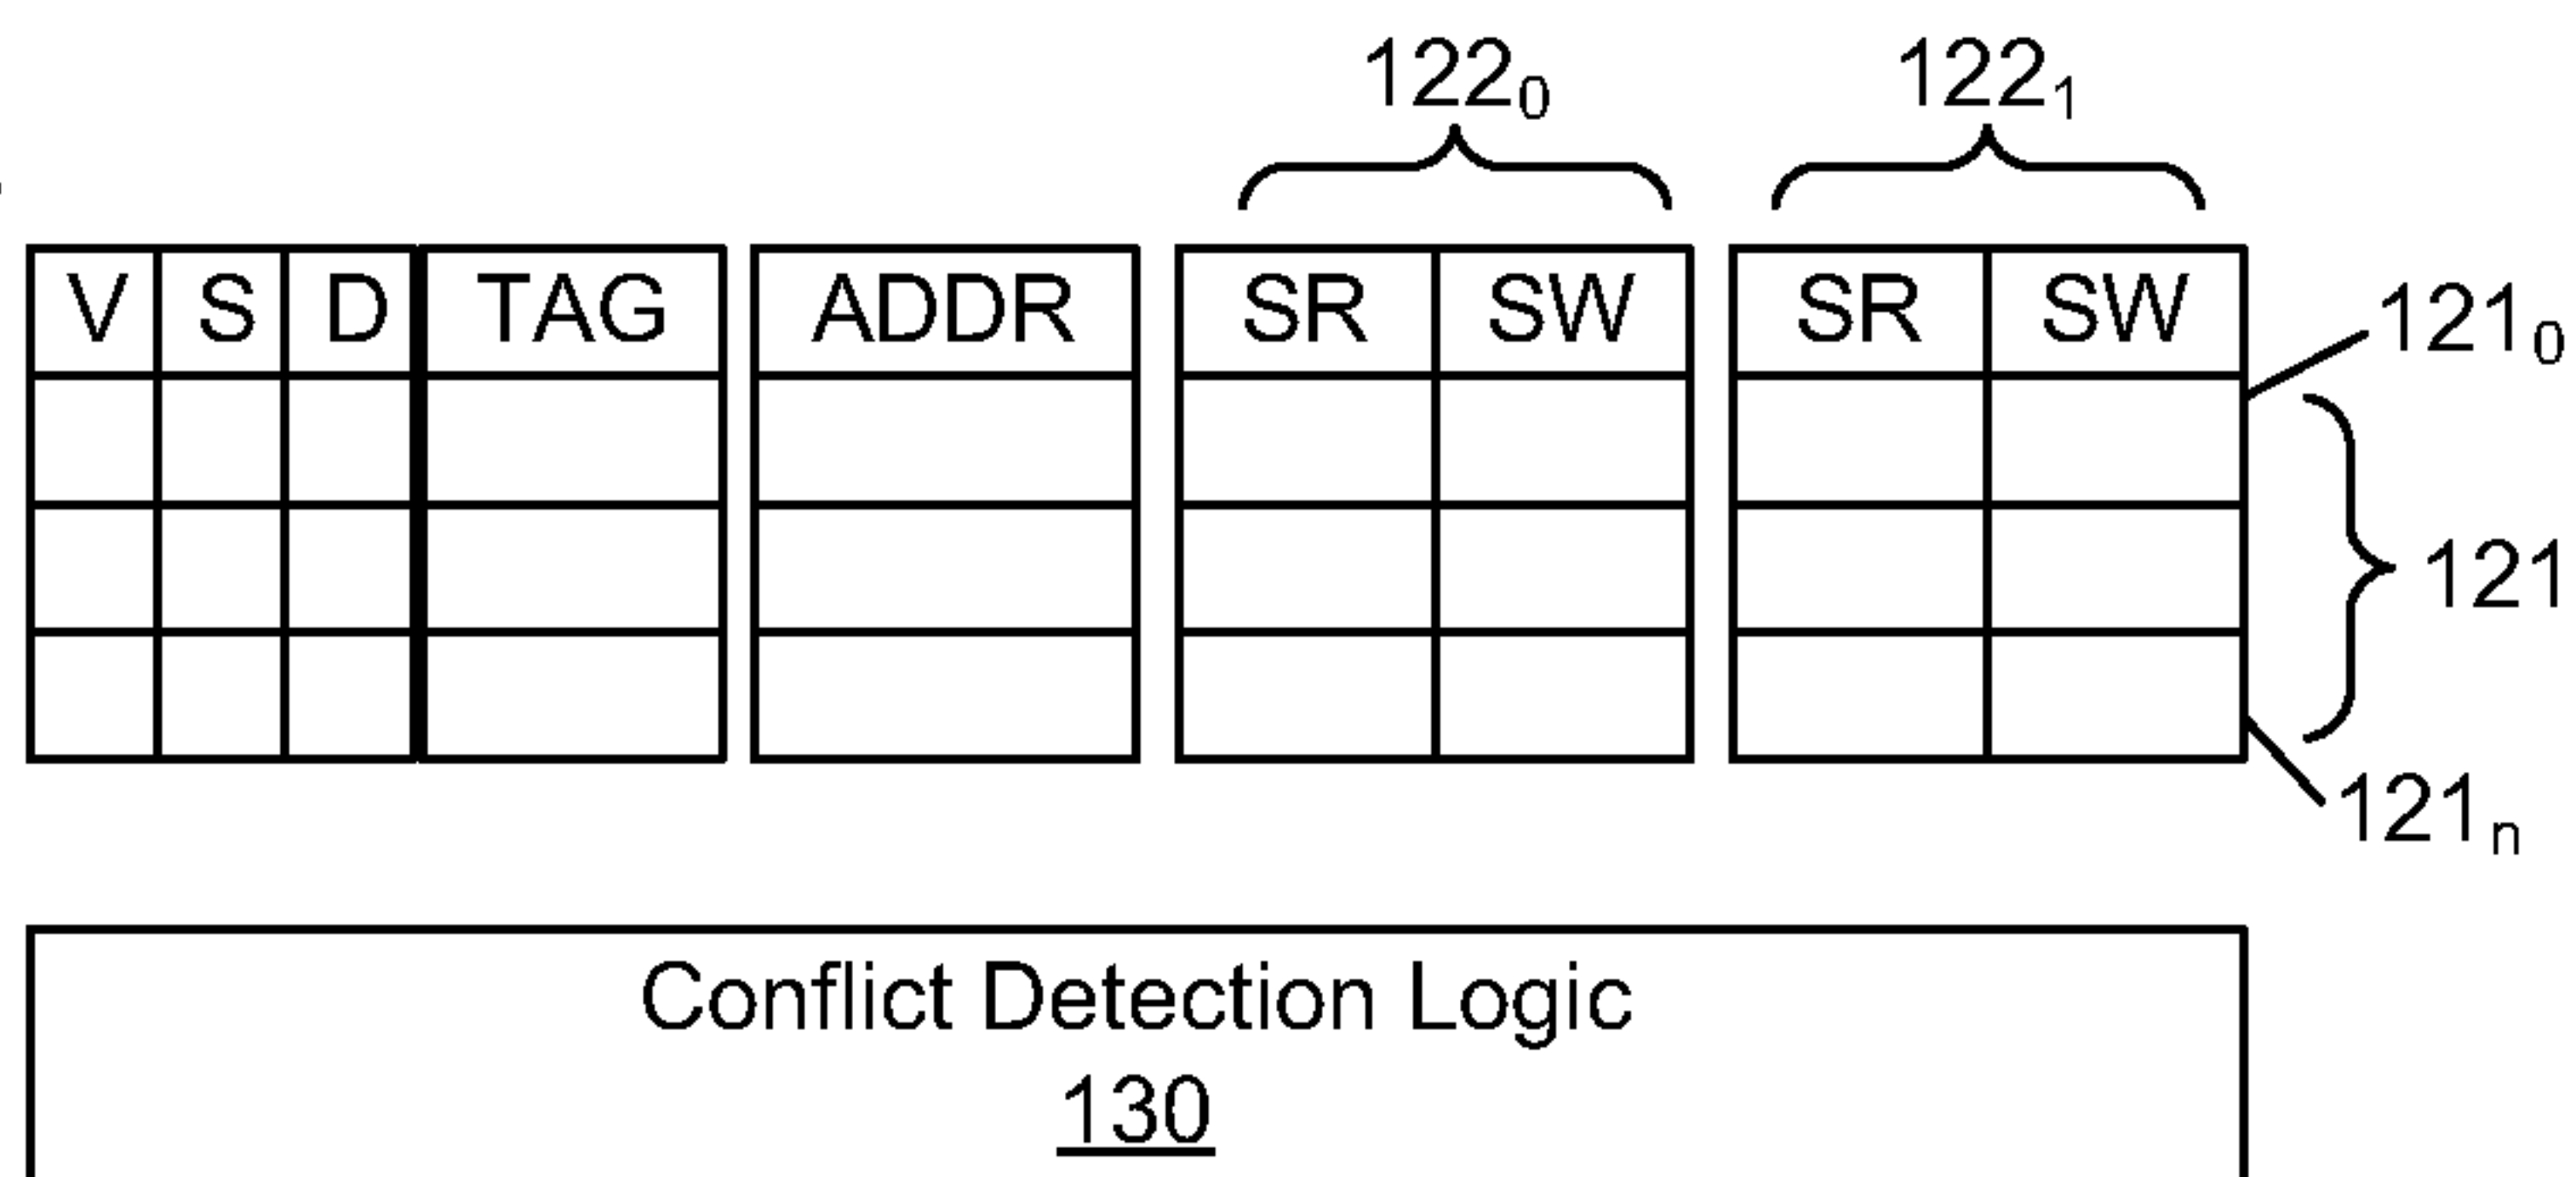 122₀ 122₁
V S D TAG ADDR SR SW SR SW 121₀
121
121ₙ
Conflict Detection Logic
130